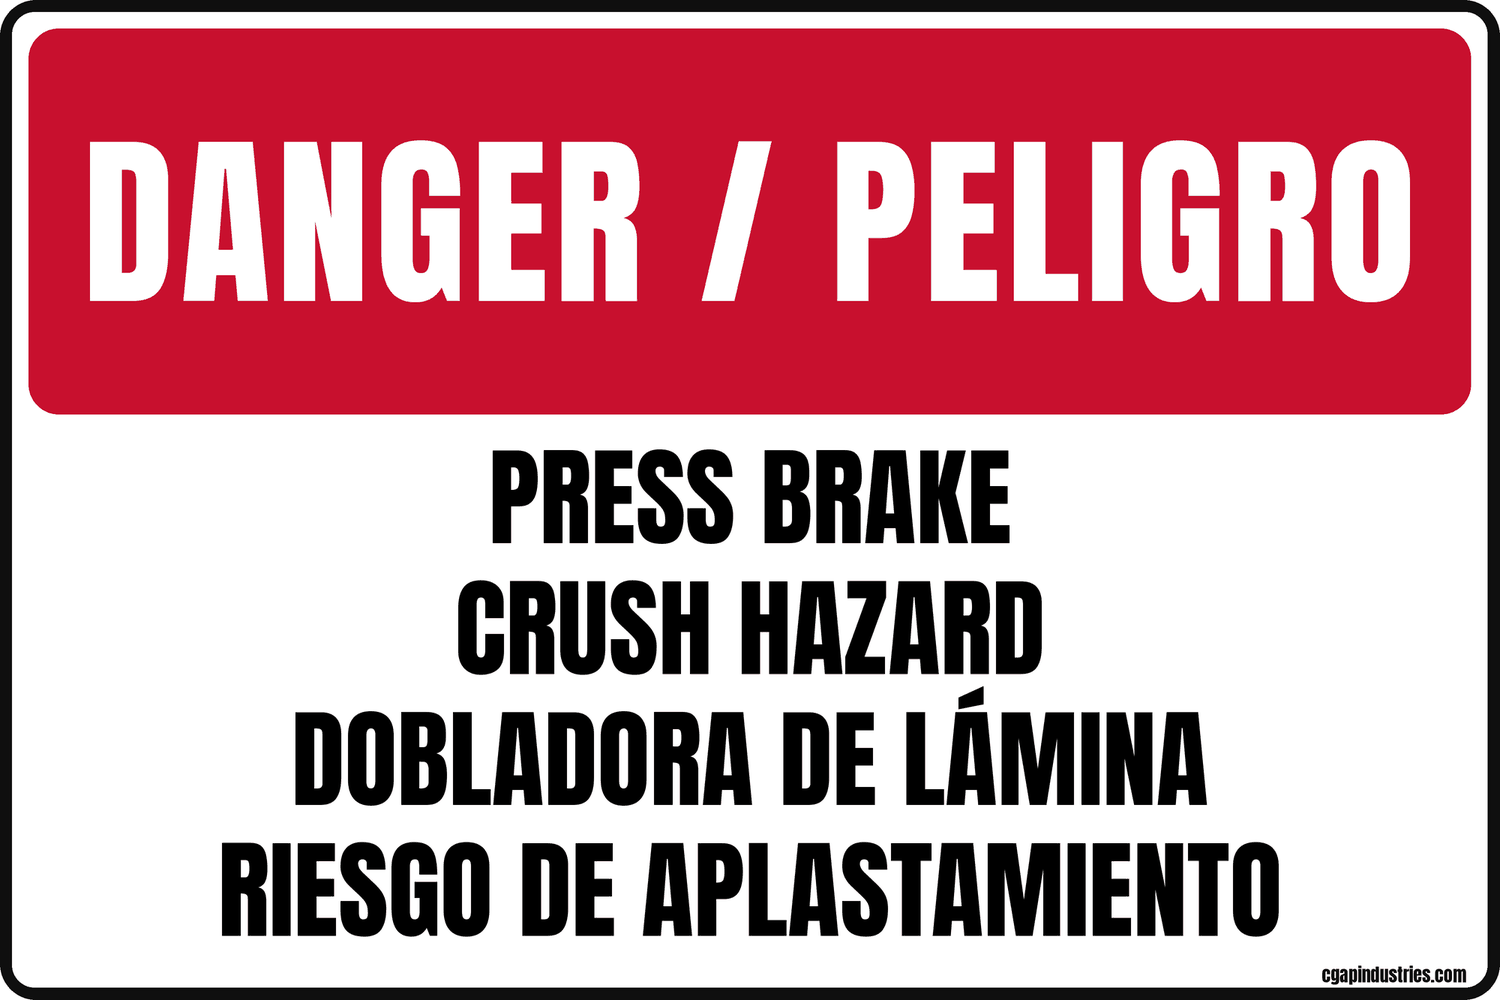 DANGER / PELIGRO
PRESS BRAKE
CRUSH HAZARD
DOBLADORA DE LÁMINA
RIESGO DE APLASTAMIENTO
cgapindustries.com